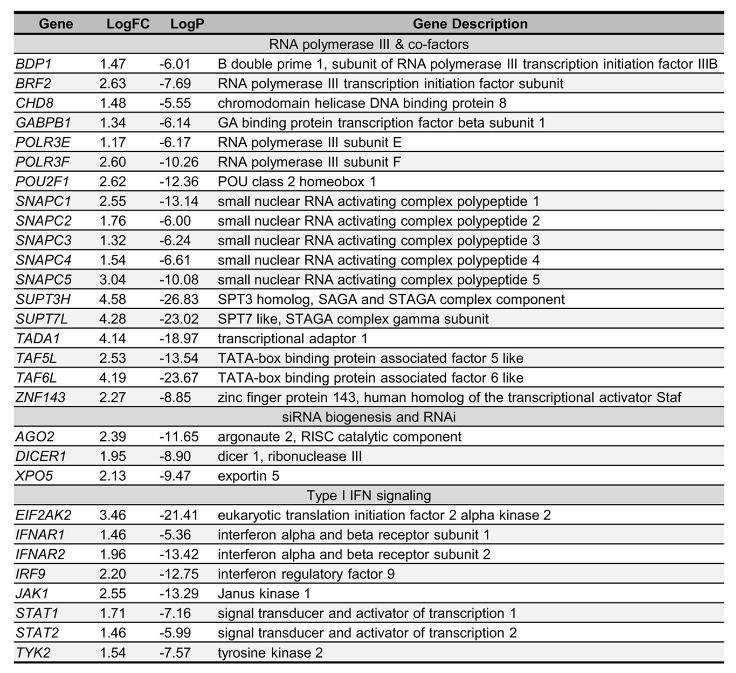 Gene LogFC LogP Gene Description
RNA polymerase III & co-factors
BDP1 1.47 -6.01 B double prime 1, subunit of RNA polymerase III transcription initiation factor IIIB
BRF2 2.63 -7.69 RNA polymerase III transcription initiation factor subunit
CHD8 1.48 -5.55 chromodomain helicase DNA binding protein 8
GABPB1 1.34 -6.14 GA binding protein transcription factor beta subunit 1
POLR3E 1.17 -6.17 RNA polymerase III subunit E
POLR3F 2.60 -10.26 RNA polymerase III subunit F
POU2F1 2.62 -12.36 POU class 2 homeobox 1
SNAPC1 2.55 -13.14 small nuclear RNA activating complex polypeptide 1
SNAPC2 1.76 -6.00 small nuclear RNA activating complex polypeptide 2
SNAPC3 1.32 -6.24 small nuclear RNA activating complex polypeptide 3
SNAPC4 1.54 -6.61 small nuclear RNA activating complex polypeptide 4
SNAPC5 3.04 -10.08 small nuclear RNA activating complex polypeptide 5
SUPT3H 4.58 -26.83 SPT3 homolog, SAGA and STAGA complex component
SUPT7L 4.28 -23.02 SPT7 like, STAGA complex gamma subunit
TADA1 4.14 -18.97 transcriptional adaptor 1
TAF5L 2.53 -13.54 TATA-box binding protein associated factor 5 like
TAF6L 4.19 -23.67 TATA-box binding protein associated factor 6 like
ZNF143 2.27 -8.85 zinc finger protein 143, human homolog of the transcriptional activator Staf
siRNA biogenesis and RNAi
AGO2 2.39 -11.65 argonaute 2, RISC catalytic component
DICER1 1.95 -8.90 dicer 1, ribonuclease III
XPO5 2.13 -9.47 exportin 5
Type I IFN signaling
EIF2AK2 3.46 -21.41 eukaryotic translation initiation factor 2 alpha kinase 2
IFNAR1 1.46 -5.36 interferon alpha and beta receptor subunit 1
IFNAR2 1.96 -13.42 interferon alpha and beta receptor subunit 2
IRF9 2.20 -12.75 interferon regulatory factor 9
JAK1 2.55 -13.29 Janus kinase 1
STAT1 1.71 -7.16 signal transducer and activator of transcription 1
STAT2 1.46 -5.99 signal transducer and activator of transcription 2
TYK2 1.54 -7.57 tyrosine kinase 2